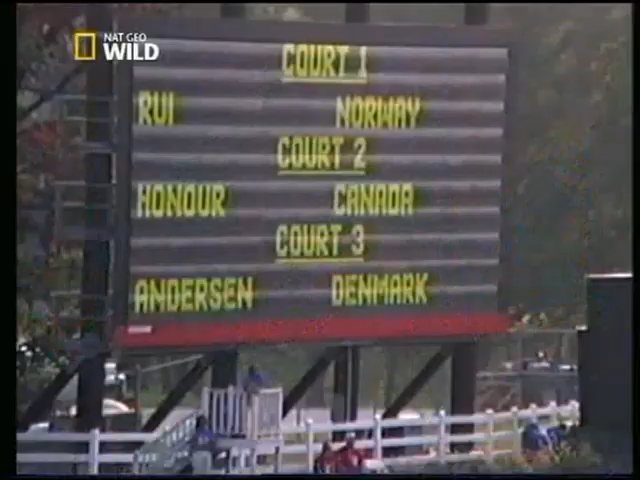 NAT GEO
WILD
COURT 1
RUI NORWAY
COURT 2
HONOUR CANADA
COURT 3
ANDERSEN DENMARK